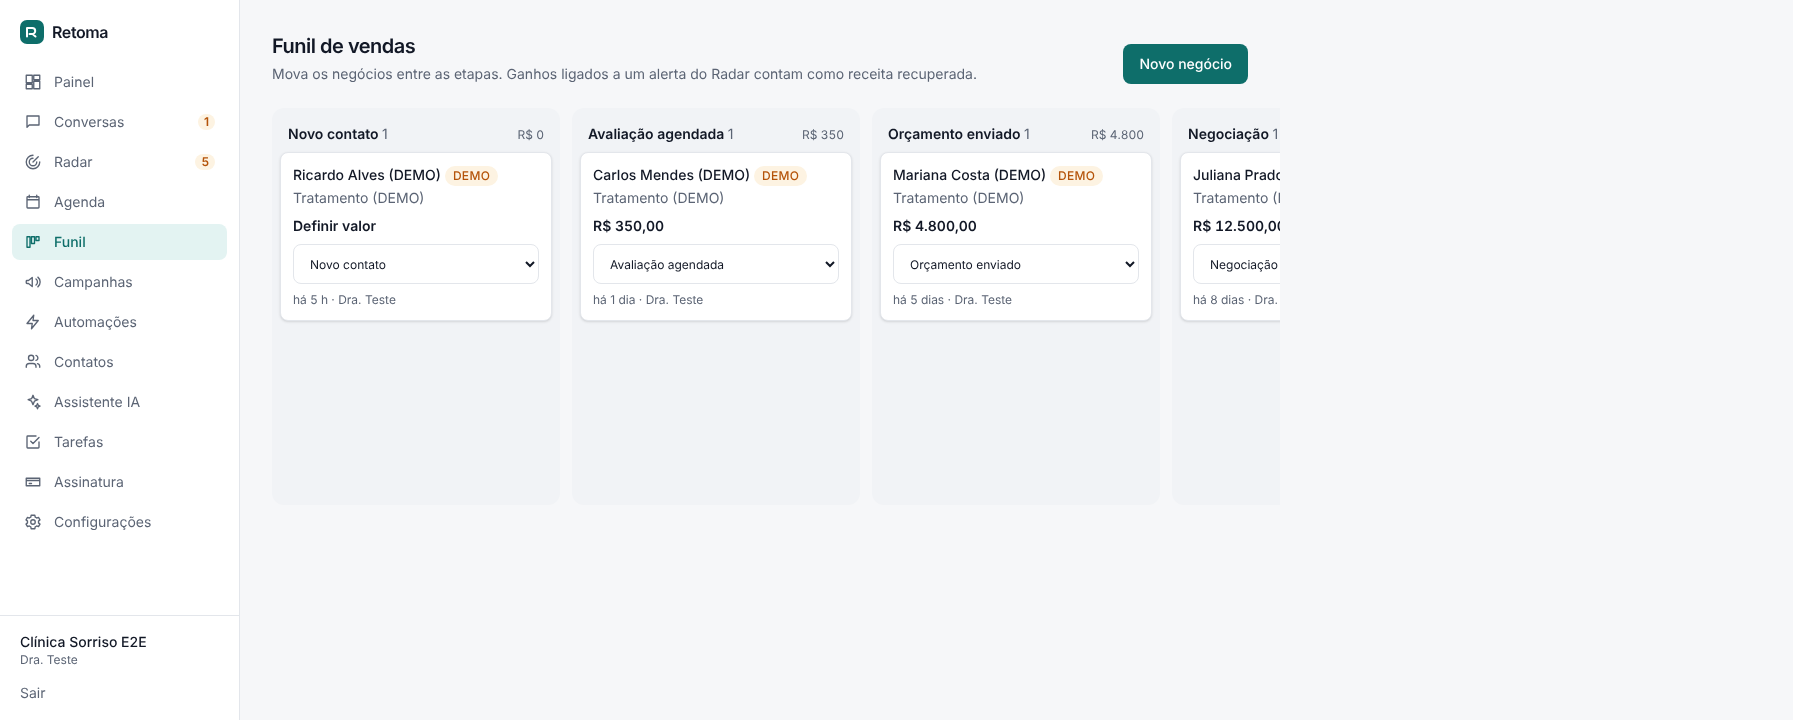 Retoma
Painel
Conversas 1
Radar 5
Agenda
Funil
Campanhas
Automações
Contatos
Assistente IA
Tarefas
Assinatura
Configurações
Clínica Sorriso E2E
Dra. Teste
Sair
Funil de vendas
Mova os negócios entre as etapas. Ganhos ligados a um alerta do Radar contam como receita recuperada.
Novo negócio
Novo contato 1 R$ 0
Ricardo Alves (DEMO) DEMO
Tratamento (DEMO)
Definir valor
Novo contato
há 5 h · Dra. Teste
Avaliação agendada 1 R$ 350
Carlos Mendes (DEMO) DEMO
Tratamento (DEMO)
R$ 350,00
Avaliação agendada
há 1 dia · Dra. Teste
Orçamento enviado 1 R$ 4.800
Mariana Costa (DEMO) DEMO
Tratamento (DEMO)
R$ 4.800,00
Orçamento enviado
há 5 dias · Dra. Teste
Negociação 1
Juliana Prado
Tratamento (
R$ 12.500,00
Negociação
há 8 dias · Dra.